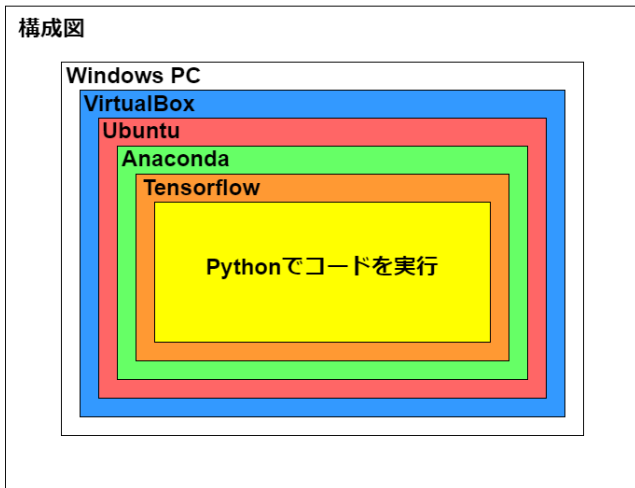 構成図
Windows PC
VirtualBox
Ubuntu
Anaconda
Tensorflow
Pythonでコードを実行